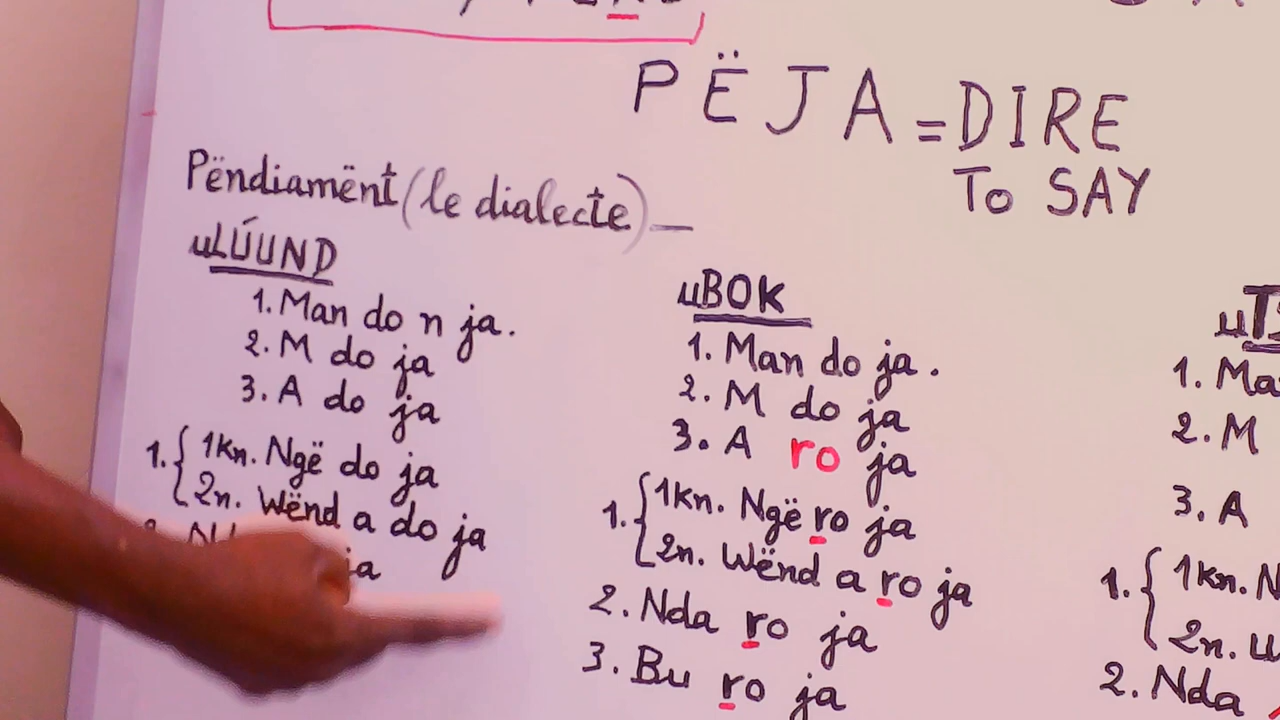 PËJA = DIRE
TO SAY
Pëndiamënt (le dialecte) —
uLÚUND
1. Man do n ja.
2. M do ja
3. A do ja
1. { 1kn. Ngë do ja
2n. Wënd a do ja
uBOK
1. Man do ja.
2. M do ja
3. A ro ja
1. { 1kn. Ngë ro ja
2n. Wënd a ro ja
2. Nda ro ja
3. Bu ro ja
1.
2. M
3. A
1. { 1kn.
2n.
2. Nda